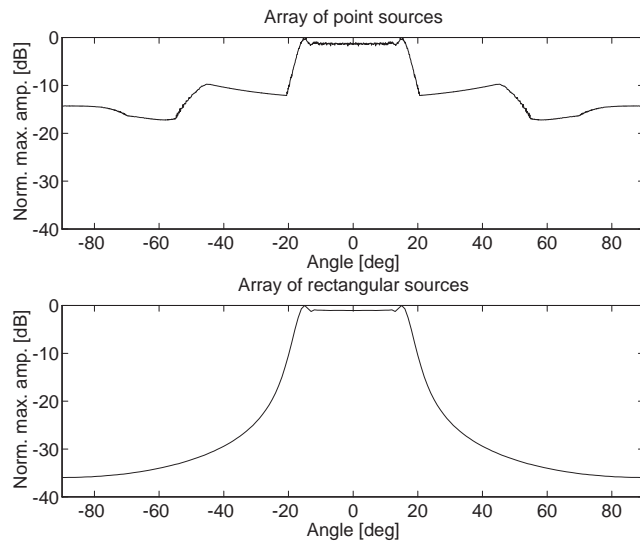 Array of point sources
0
-10
-20
-30
-40
Norm. max. amp. [dB]
-80 -60 -40 -20 0 20 40 60 80
Angle [deg]
Array of rectangular sources
0
-10
-20
-30
-40
Norm. max. amp. [dB]
-80 -60 -40 -20 0 20 40 60 80
Angle [deg]